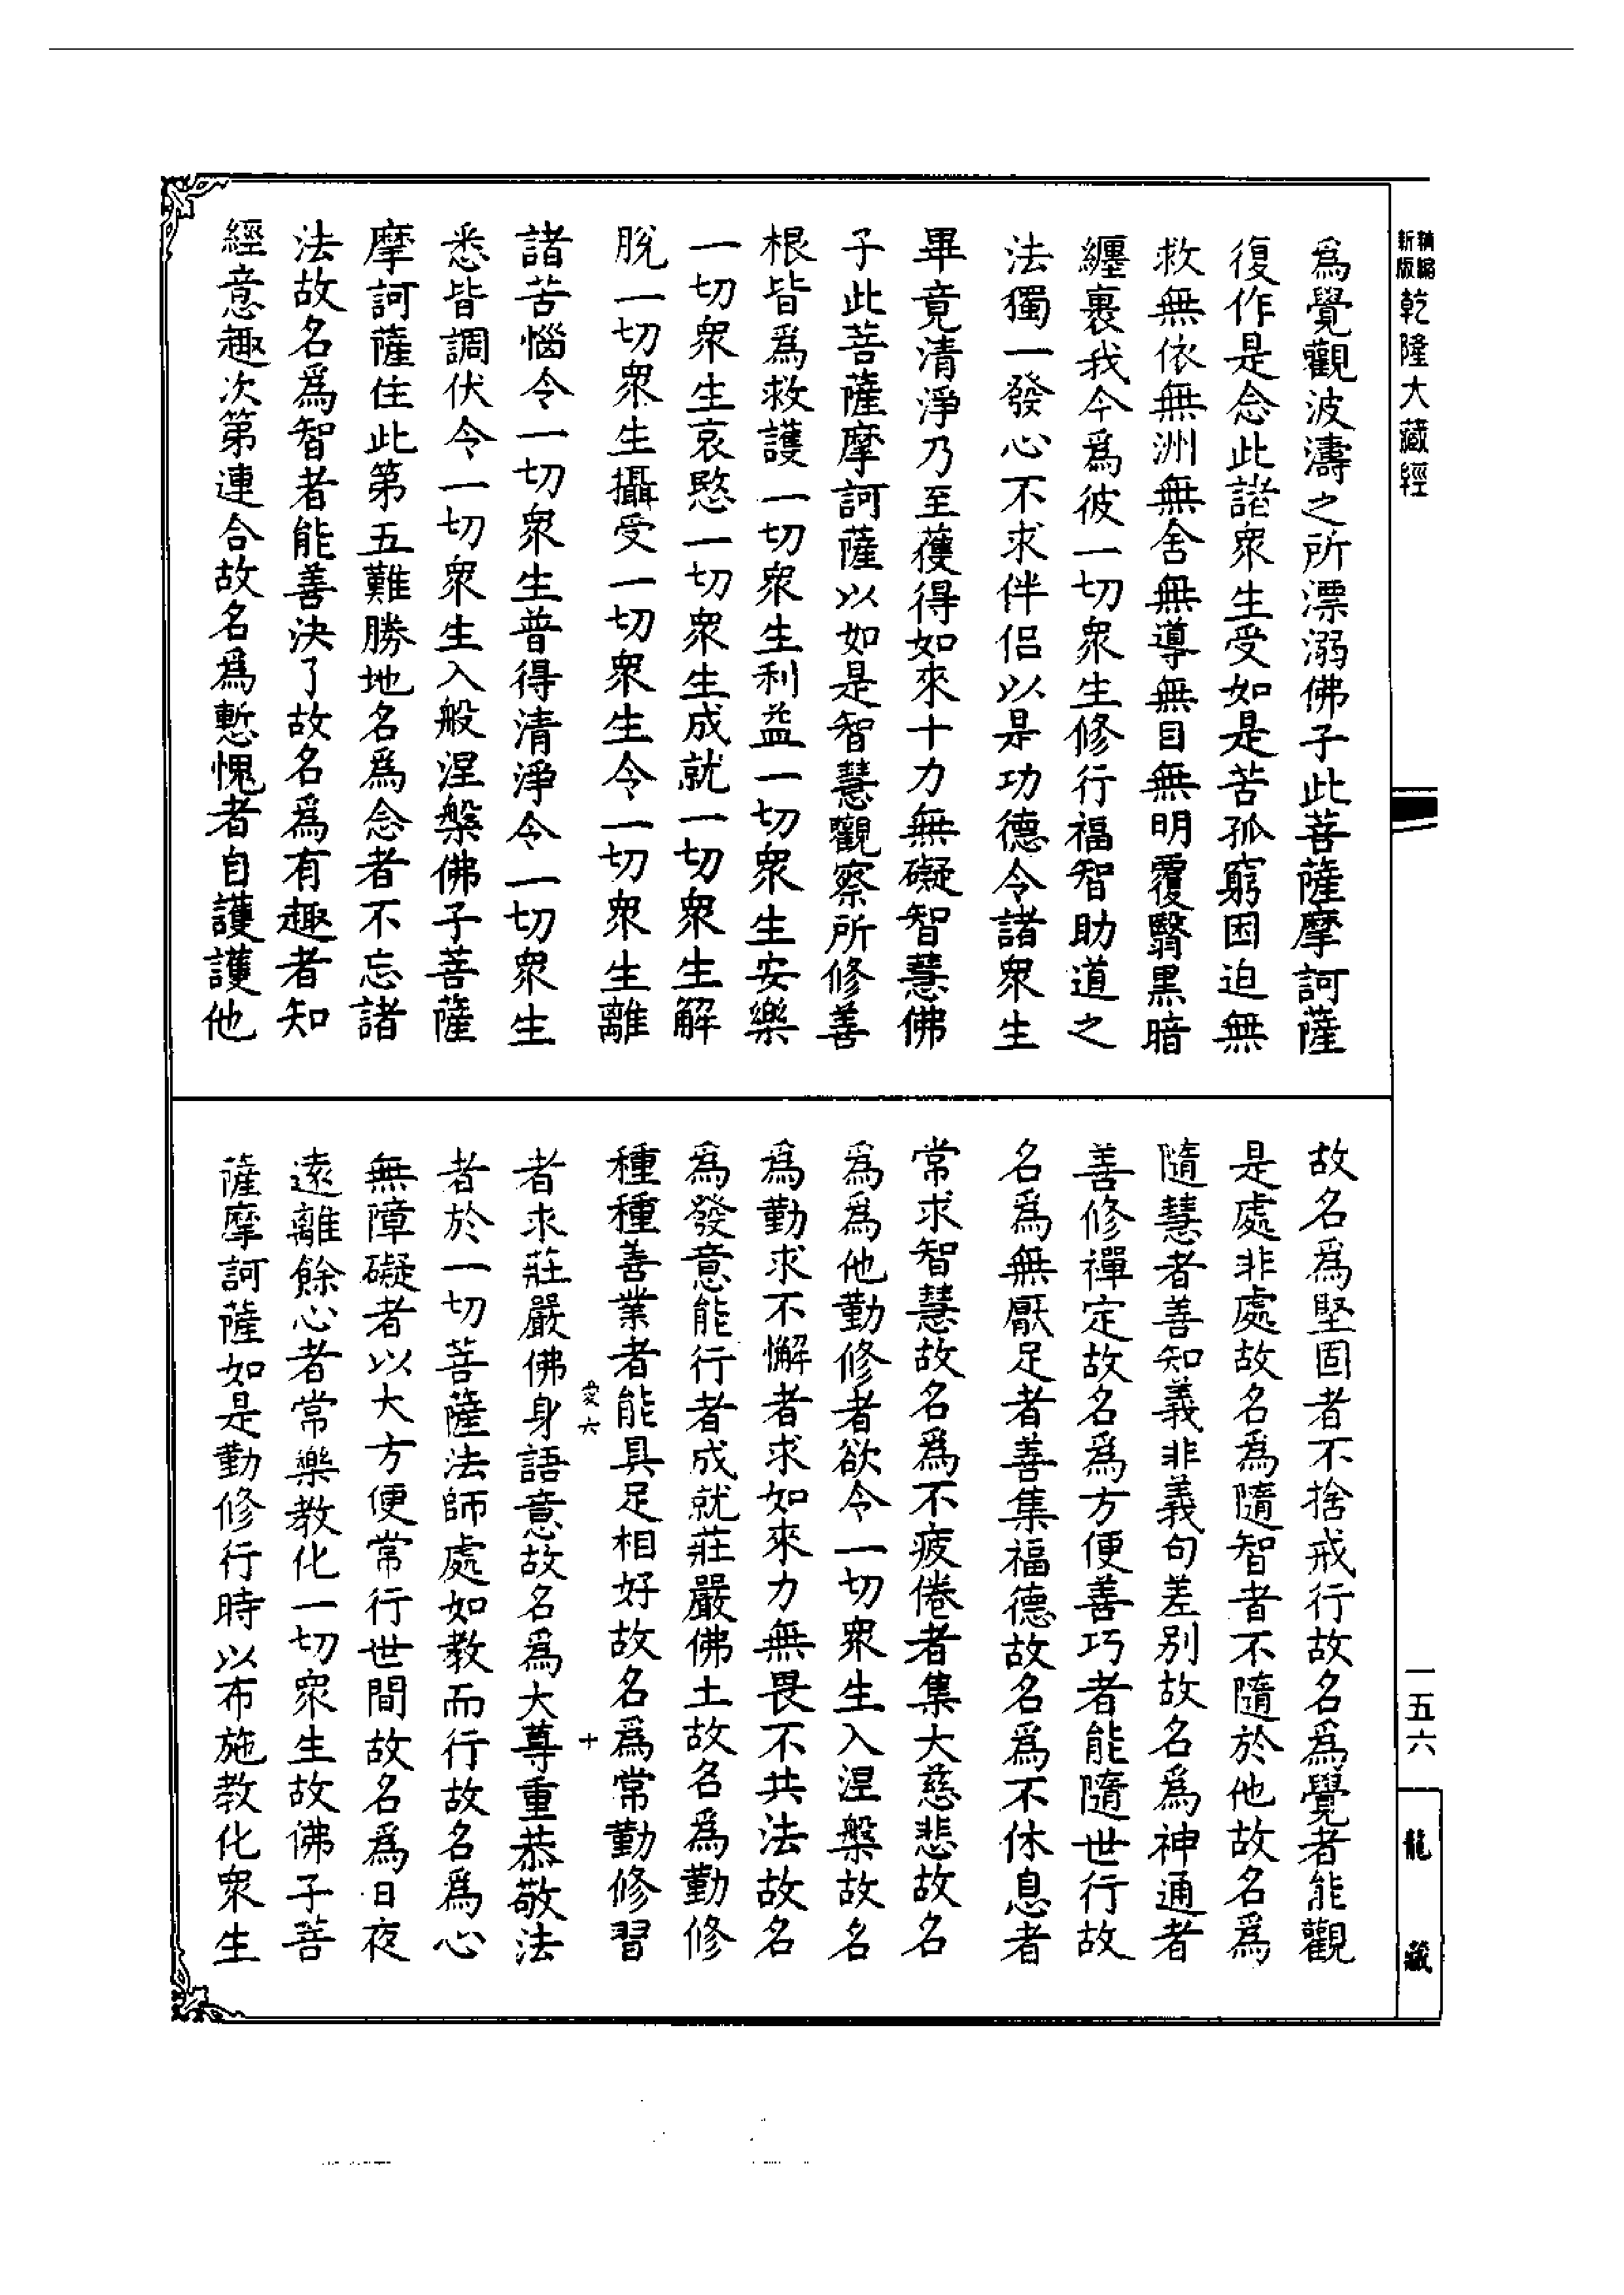 新編
新版
乾隆大藏經
爲覺觀波濤之所漂溺佛子此菩薩摩訶薩
復作是念此諸衆生受如是苦孤窮困迫無
救無依無洲無舍無導無目無明覆翳黑暗
纏裹我今爲彼一切衆生修行福智助道之
法獨一發心不求伴侣以是功德令諸衆生
畢竟清淨乃至獲得如來十力無礙智慧佛
子此菩薩摩訶薩以如是智慧觀察所修善
根皆爲救護一切衆生利益一切衆生安樂
一切衆生哀愍一切衆生成就一切衆生解
脫一切衆生攝受一切衆生令一切衆生離
諸苦惱令一切衆生普得清淨令一切衆生
悉皆調伏令一切衆生入般涅槃佛子菩薩
摩訶薩住此第五難勝地名爲念者不忘諸
法故名爲智者能善決了故名爲有趣者知
經意趣次第連合故名爲慙愧者自護護他
故名爲堅固者不捨戒行故名爲覺者能觀
是處非處故名爲隨智者不隨於他故名爲
隨慧者善知義非義句差别故名爲神通者
善修禪定故名爲方便善巧者能隨世行故
名爲無厭足者善集福德故名爲不休息者
常求智慧故名爲不疲倦者集大慈悲故名
爲爲他勤修者欲令一切衆生入涅槃故名
爲勤求不懈者求如來力無畏不共法故名
爲發意能行者成就莊嚴佛土故名爲勤修
種種善業者能具足相好故名爲常勤修習
者求莊嚴佛身語意故名爲大尊重恭敬法
者於一切菩薩法師處如教而行故名爲心
無障礙者以大方便常行世間故名爲日夜
遠離餘心者常樂教化一切衆生故佛子菩
薩摩訶薩如是勤修行時以布施教化衆生
六
十
一五六
龍藏